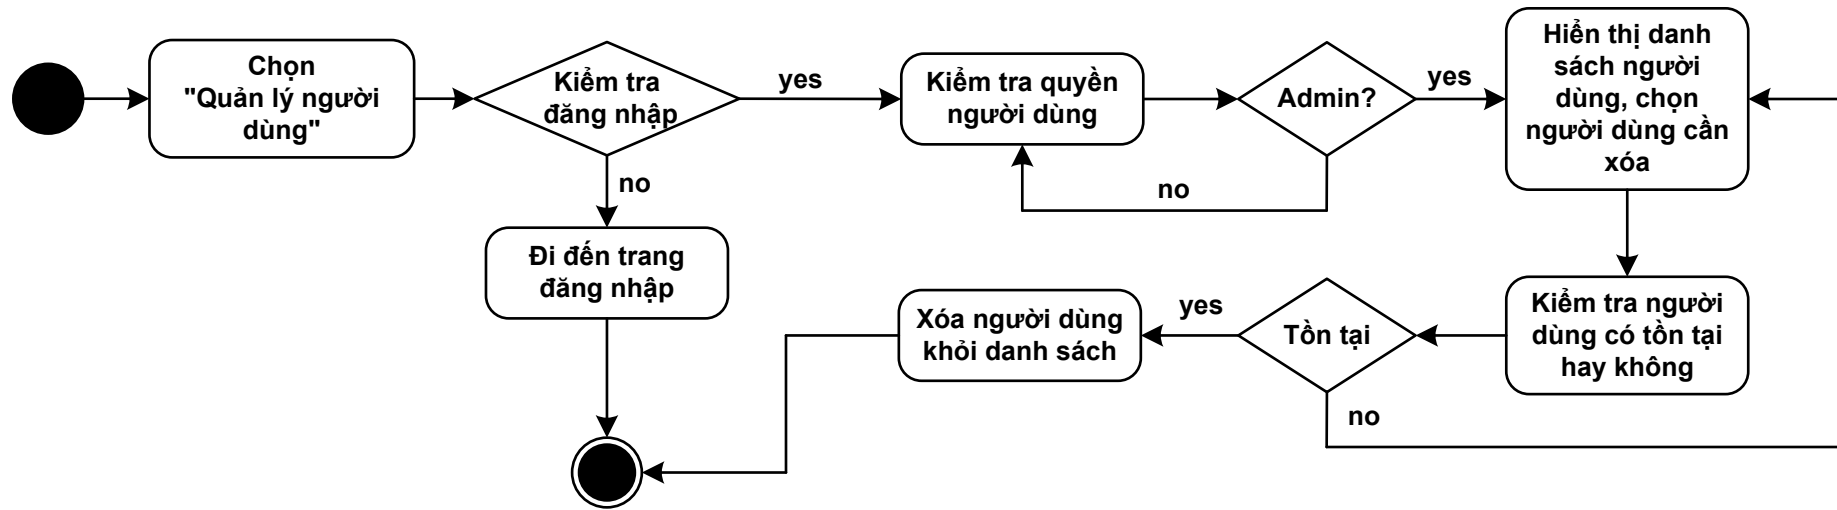 Chọn
"Quản lý người
dùng"
Kiểm tra
đăng nhập
yes
Kiểm tra quyền
người dùng
Admin?
yes
Hiển thị danh
sách người
dùng, chọn
người dùng cần
xóa
no
no
Đi đến trang
đăng nhập
Xóa người dùng
khỏi danh sách
yes
Tồn tại
Kiểm tra người
dùng có tồn tại
hay không
no